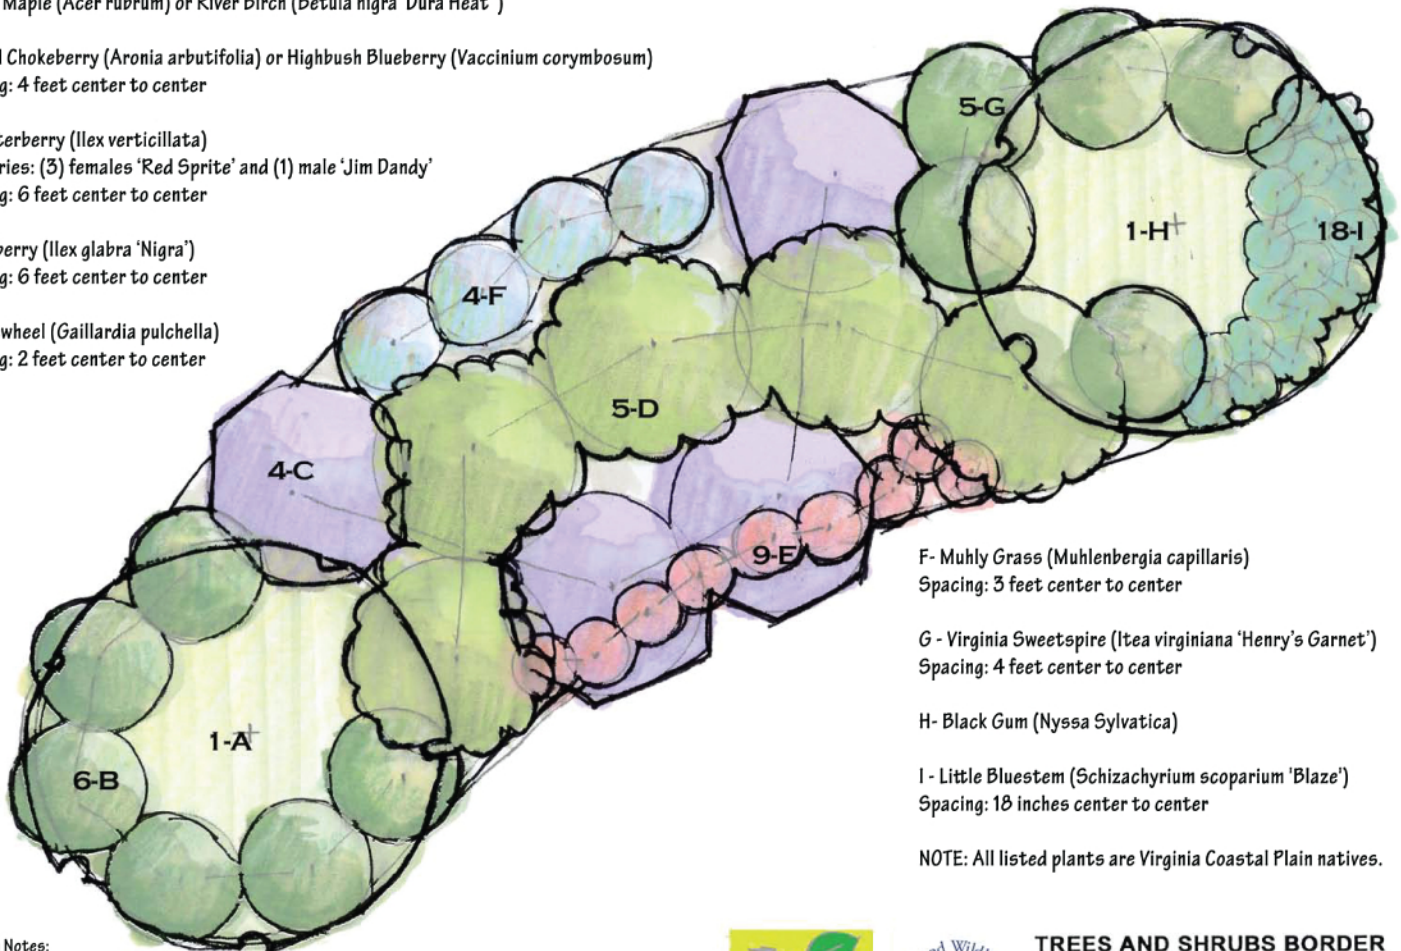 Maple (Acer rubrum) or River Birch (Betula nigra 'Dura Heat' )
Chokeberry (Aronia arbutifolia) or Highbush Blueberry (Vaccinium corymbosum)
4 feet center to center
(Ilex verticillata)
(3) females 'Red Sprite' and (1) male 'Jim Dandy'
6 feet center to center
(Ilex glabra 'Nigra')
6 feet center to center
wheel (Gaillardia pulchella)
2 feet center to center
5-G
1-H
18-I
4-F
5-D
4-C
9-E
1-A
6-B
F- Muhly Grass (Muhlenbergia capillaris)
Spacing: 3 feet center to center
G - Virginia Sweetspire (Itea virginiana 'Henry's Garnet')
Spacing: 4 feet center to center
H- Black Gum (Nyssa Sylvatica)
I - Little Bluestem (Schizachyrium scoparium 'Blaze')
Spacing: 18 inches center to center
NOTE: All listed plants are Virginia Coastal Plain natives.
Notes:
TREES AND SHRUBS BORDER